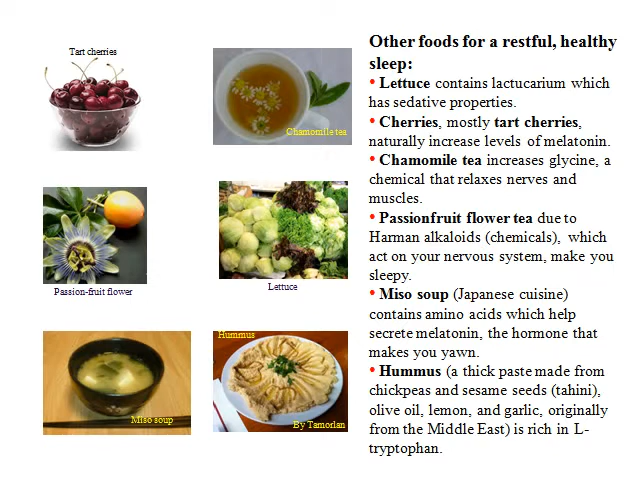 Tart cherries
Chamomile tea
Passion-fruit flower
Lettuce
Miso soup
Hummus
By Tamorlan
Other foods for a restful, healthy
sleep:
• Lettuce contains lactucarium which
has sedative properties.
• Cherries, mostly tart cherries,
naturally increase levels of melatonin.
• Chamomile tea increases glycine, a
chemical that relaxes nerves and
muscles.
• Passionfruit flower tea due to
Harman alkaloids (chemicals), which
act on your nervous system, make you
sleepy.
• Miso soup (Japanese cuisine)
contains amino acids which help
secrete melatonin, the hormone that
makes you yawn.
• Hummus (a thick paste made from
chickpeas and sesame seeds (tahini),
olive oil, lemon, and garlic, originally
from the Middle East) is rich in L-
tryptophan.